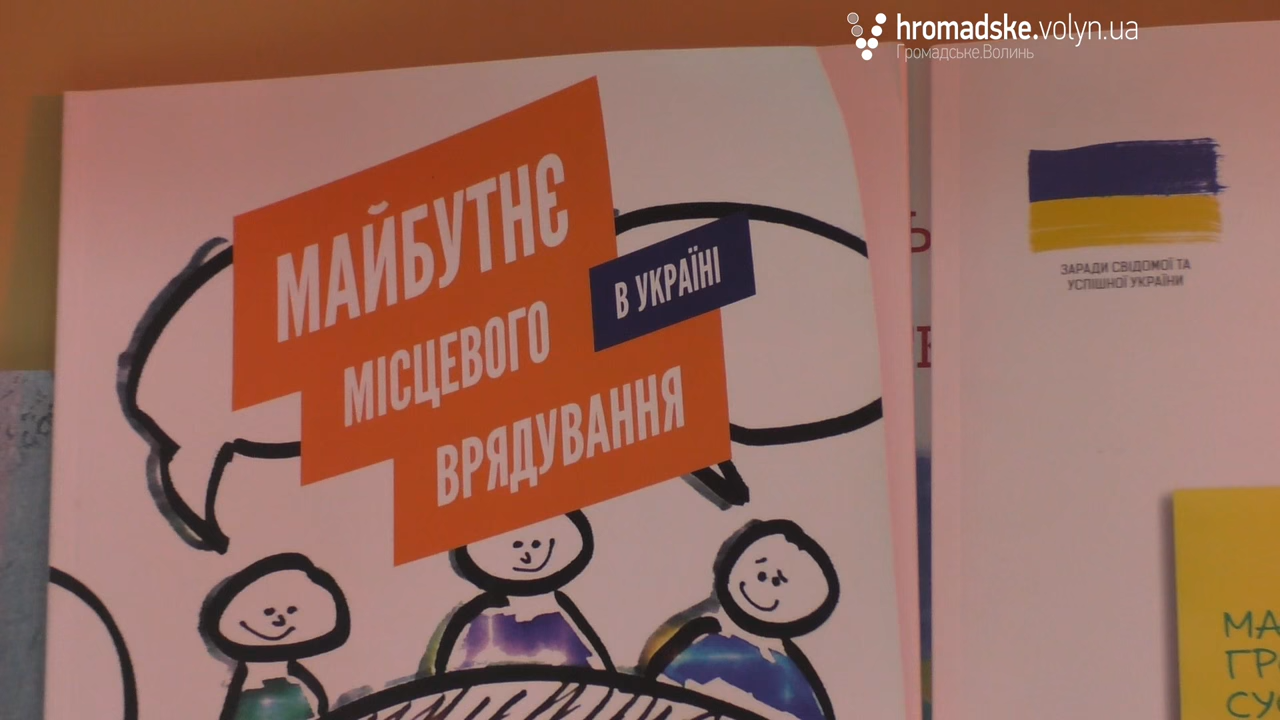 hromadske.volyn.ua
Громадське.Волинь
МАЙБУТНЄ
МІСЦЕВОГО
ВРЯДУВАННЯ
В УКРАЇНІ
ЗАРАДИ СВІДОМОЇ ТА
УСПІШНОЇ УКРАЇНИ